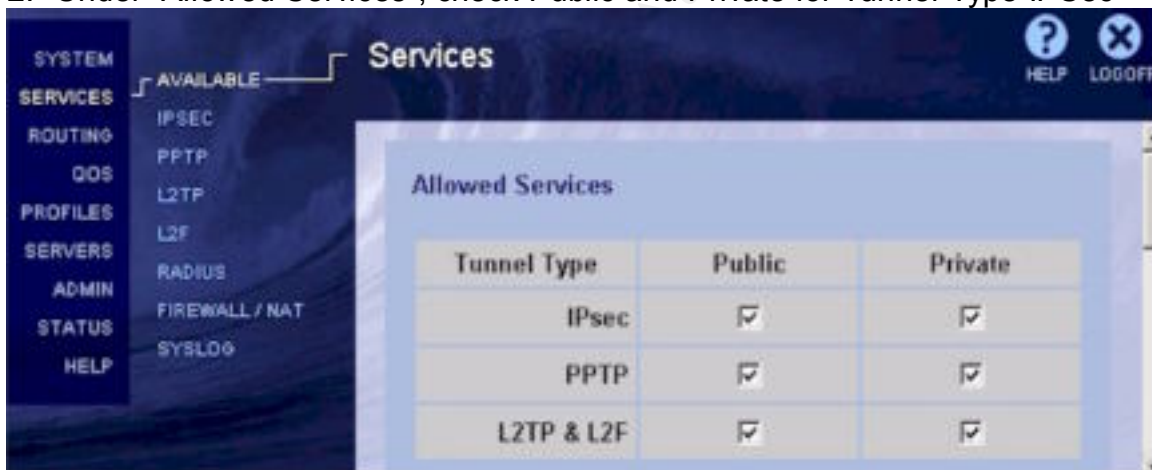 2. Under "Allowed Services", check Public and Private for Tunnel Type IPSec
SYSTEM
SERVICES
ROUTING
QOS
PROFILES
SERVERS
ADMIN
STATUS
HELP
AVAILABLE
IPSEC
PPTP
L2TP
L2F
RADIUS
FIREWALL / NAT
SYSLOG
Services
HELP
LOGOFF
Allowed Services
Tunnel Type Public Private
IPsec
PPTP
L2TP & L2F